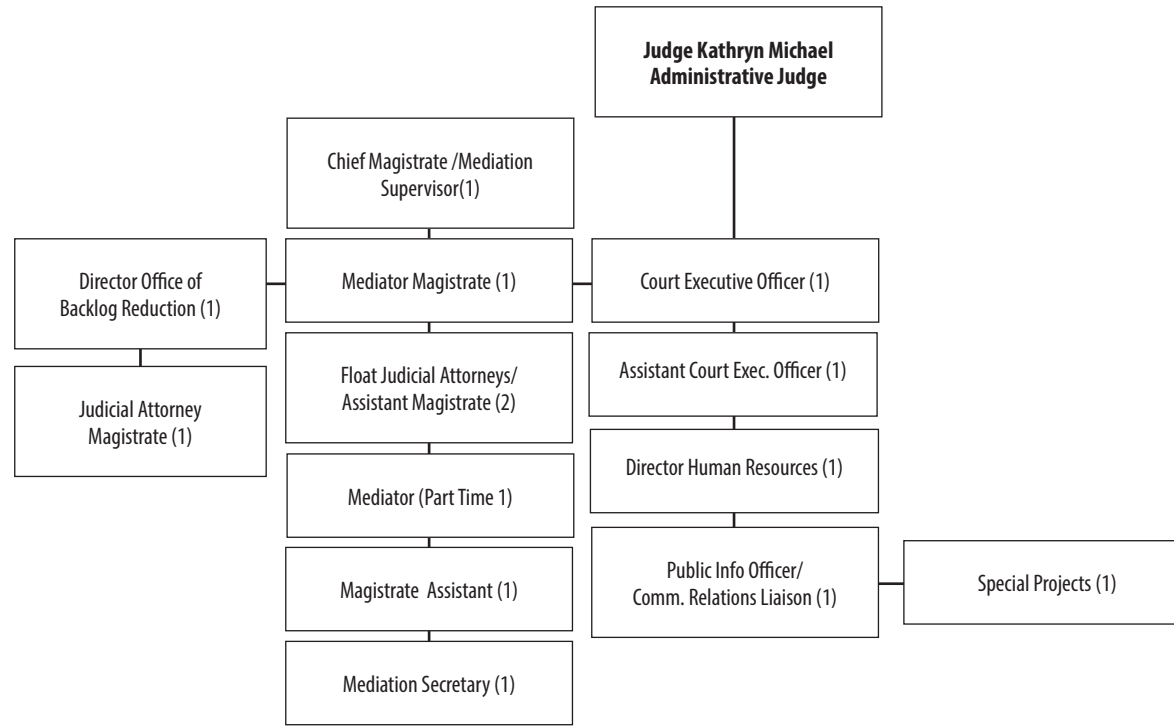 Judge Kathryn Michael
Administrative Judge
Chief Magistrate /Mediation
Supervisor(1)
Director Office of
Backlog Reduction (1)
Mediator Magistrate (1)
Court Executive Officer (1)
Judicial Attorney
Magistrate (1)
Float Judicial Attorneys/
Assistant Magistrate (2)
Assistant Court Exec. Officer (1)
Mediator (Part Time 1)
Director Human Resources (1)
Magistrate Assistant (1)
Public Info Officer/
Comm. Relations Liaison (1)
Special Projects (1)
Mediation Secretary (1)